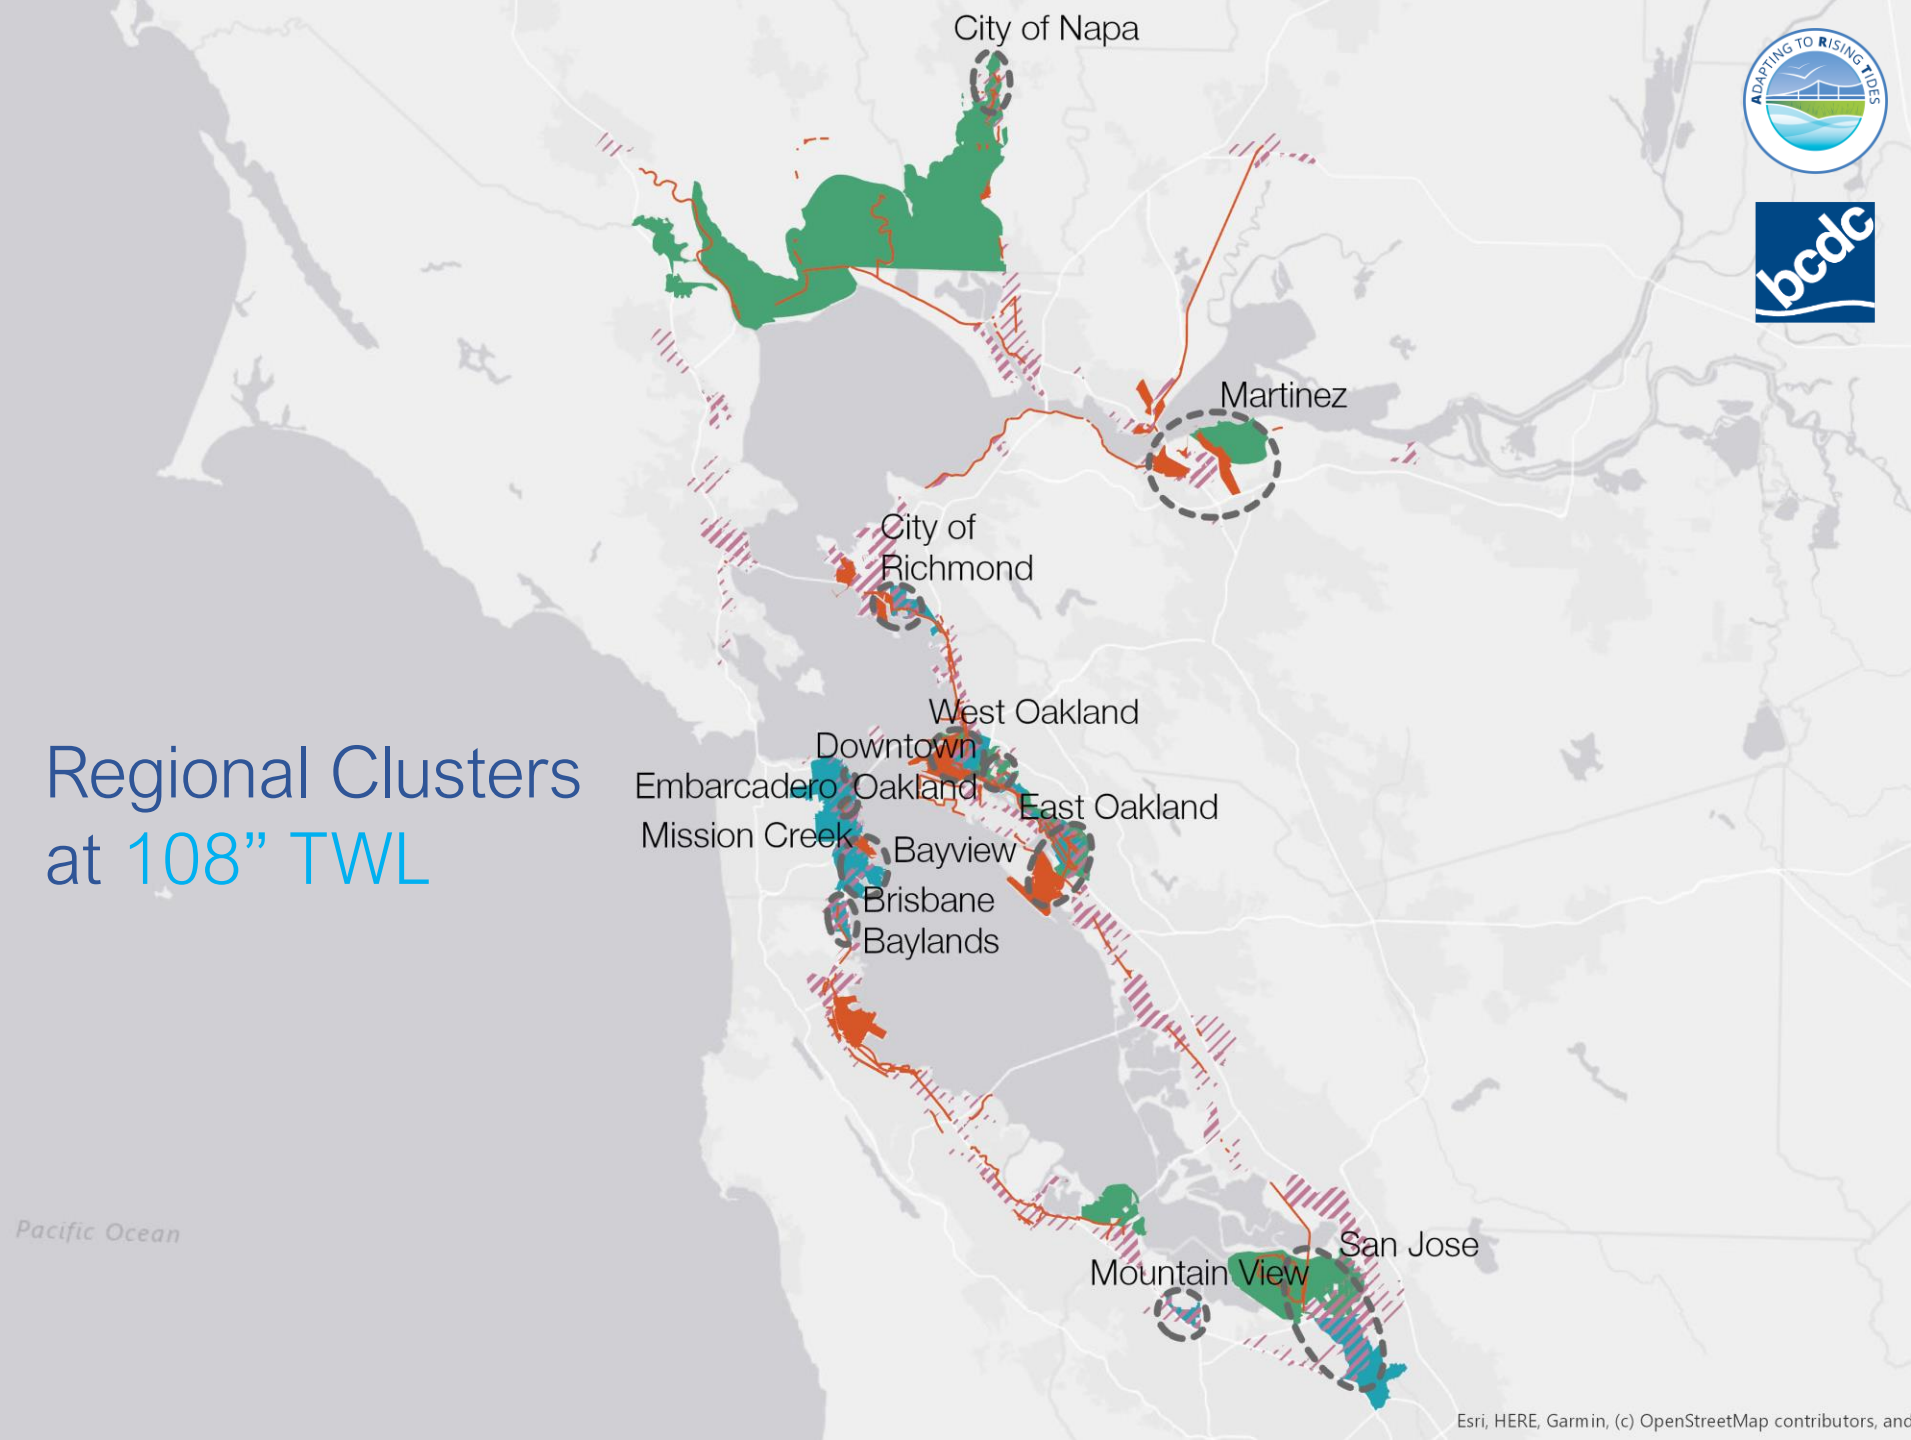 City of Napa
ADAPTING TO RISING TIDES
bcdc
Martinez
City of
Richmond
West Oakland
Downtown
Oakland
Embarcadero
Mission Creek
East Oakland
Bayview
Brisbane
Baylands
Regional Clusters
at 108” TWL
Pacific Ocean
San Jose
Mountain View
Esri, HERE, Garmin, (c) OpenStreetMap contributors, and